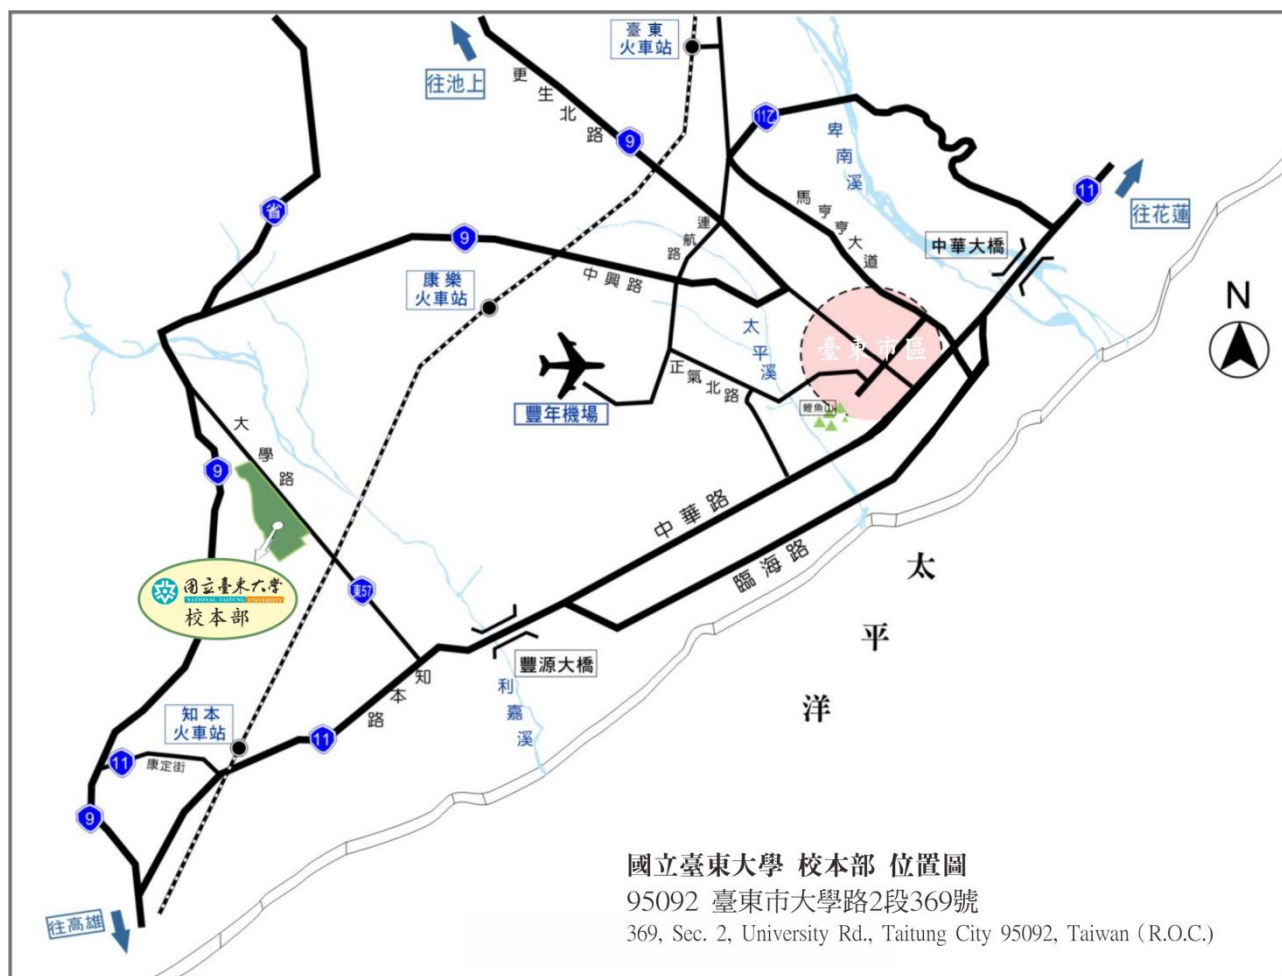 臺東
火車站
往池上
更生北路
9
11乙
卑南溪
11
往花蓮
省
9
連航路
馬亨亨大道
中華大橋
康樂
火車站
中興路
N
太平溪
臺東市區
正氣北路
鯉魚山
豐年機場
大學路
9
中華路
臨海路
太平洋
國立臺東大學
NATIONAL TAITUNG UNIVERSITY
校本部
東57
豐源大橋
知本路
利嘉溪
知本
火車站
11
11
康定街
9
往高雄
國立臺東大學 校本部 位置圖
95092 臺東市大學路2段369號
369, Sec. 2, University Rd., Taitung City 95092, Taiwan (R.O.C.)